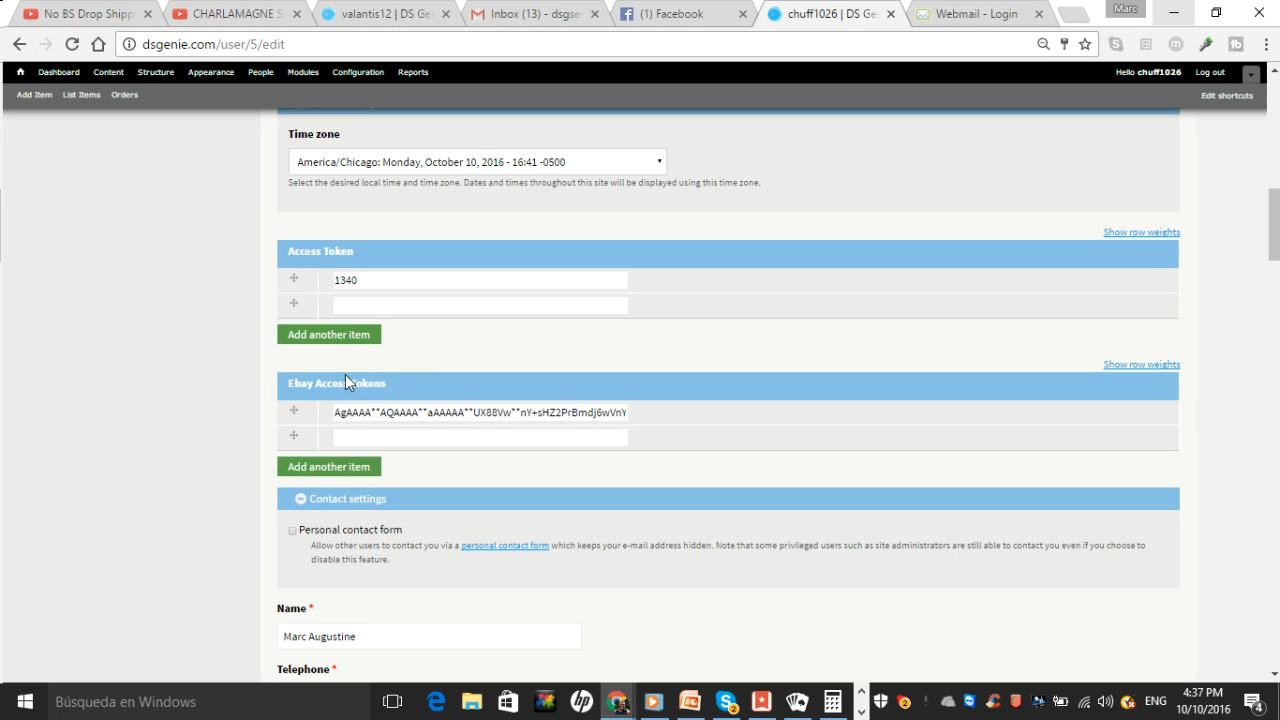 No BS Drop Shipp
CHARLAMAGNE S
valantis12 | DS Ge
Inbox (13) - dsgse
(1) Facebook
chuff1026 | DS Ge
Webmail - Login
Marc
dsgenie.com/user/5/edit
Dashboard Content Structure Appearance People Modules Configuration Reports
Hello chuff1026 Log out
Add Item List Items Orders
Edit shortcuts
Time zone
America/Chicago: Monday, October 10, 2016 - 16:41 -0500
Select the desired local time and time zone. Dates and times throughout this site will be displayed using this time zone.
Show row weights
Access Token
1340
Add another item
Show row weights
Ebay Access Tokens
AgAAAA**AQAAAA**aAAAAA**UX88Vw**nY+sHZ2PrBmdj6wVnY
Add another item
Contact settings
Personal contact form
Allow other users to contact you via a personal contact form which keeps your e-mail address hidden. Note that some privileged users such as site administrators are still able to contact you even if you choose to
disable this feature.
Name *
Marc Augustine
Telephone *
Búsqueda en Windows
ENG
4:37 PM
10/10/2016